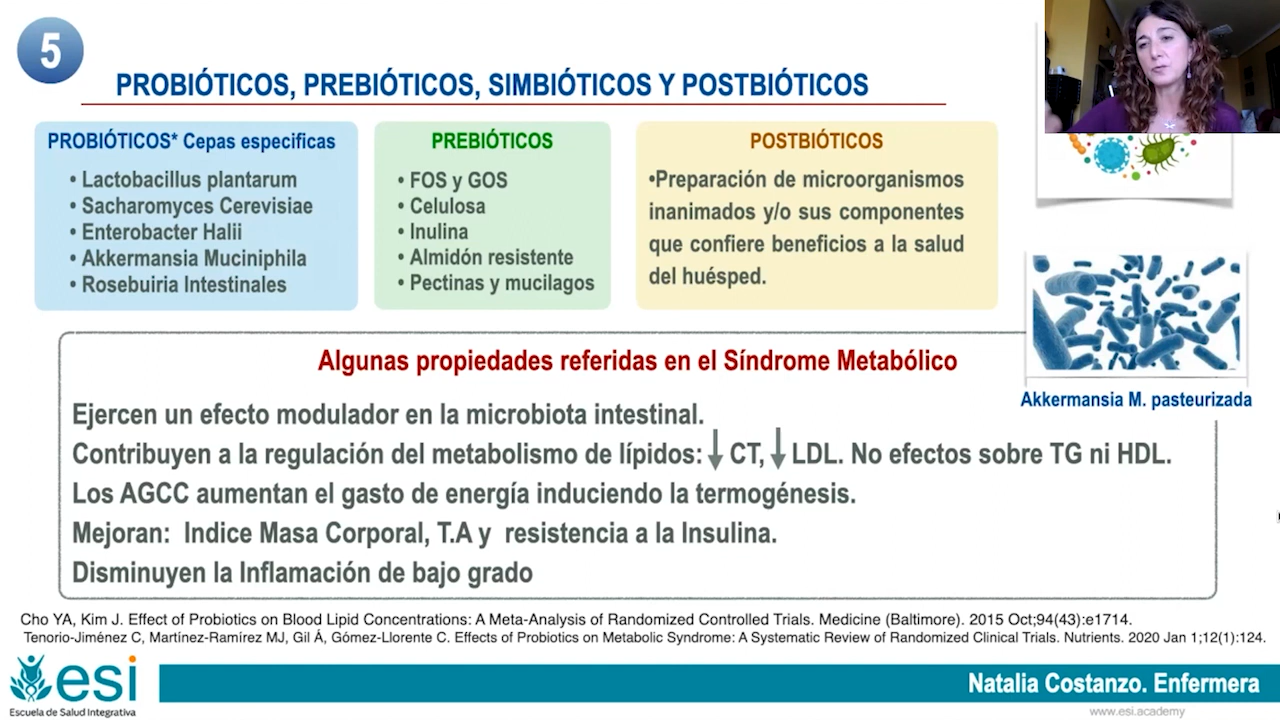 5
PROBIÓTICOS, PREBIÓTICOS, SIMBIÓTICOS Y POSTBIÓTICOS
PROBIÓTICOS* Cepas especificas
• Lactobacillus plantarum
• Sacharomyces Cerevisiae
• Enterobacter Halii
• Akkermansia Muciniphila
• Rosebuiria Intestinales
PREBIÓTICOS
• FOS y GOS
• Celulosa
• Inulina
• Almidón resistente
• Pectinas y mucilagos
POSTBIÓTICOS
•Preparación de microorganismos
inanimados y/o sus componentes
que confiere beneficios a la salud
del huésped.
Akkermansia M. pasteurizada
Algunas propiedades referidas en el Síndrome Metabólico
Ejercen un efecto modulador en la microbiota intestinal.
Contribuyen a la regulación del metabolismo de lípidos: ↓ CT, ↓ LDL. No efectos sobre TG ni HDL.
Los AGCC aumentan el gasto de energía induciendo la termogénesis.
Mejoran: Indice Masa Corporal, T.A y resistencia a la Insulina.
Disminuyen la Inflamación de bajo grado
Cho YA, Kim J. Effect of Probiotics on Blood Lipid Concentrations: A Meta-Analysis of Randomized Controlled Trials. Medicine (Baltimore). 2015 Oct;94(43):e1714.
Tenorio-Jiménez C, Martínez-Ramírez MJ, Gil Á, Gómez-Llorente C. Effects of Probiotics on Metabolic Syndrome: A Systematic Review of Randomized Clinical Trials. Nutrients. 2020 Jan 1;12(1):124.
esi
Escuela de Salud Integrativa
Natalia Costanzo. Enfermera
www.esi.academy